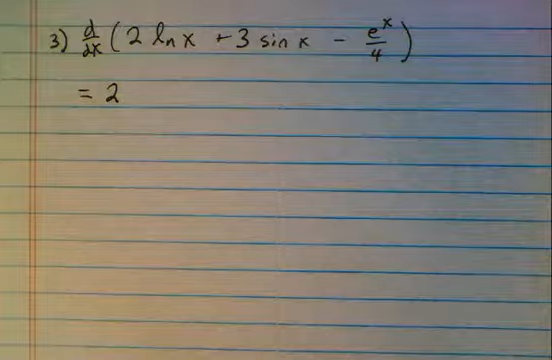 3) d/dx (2 ln x + 3 sin x - e^x/4)
= 2